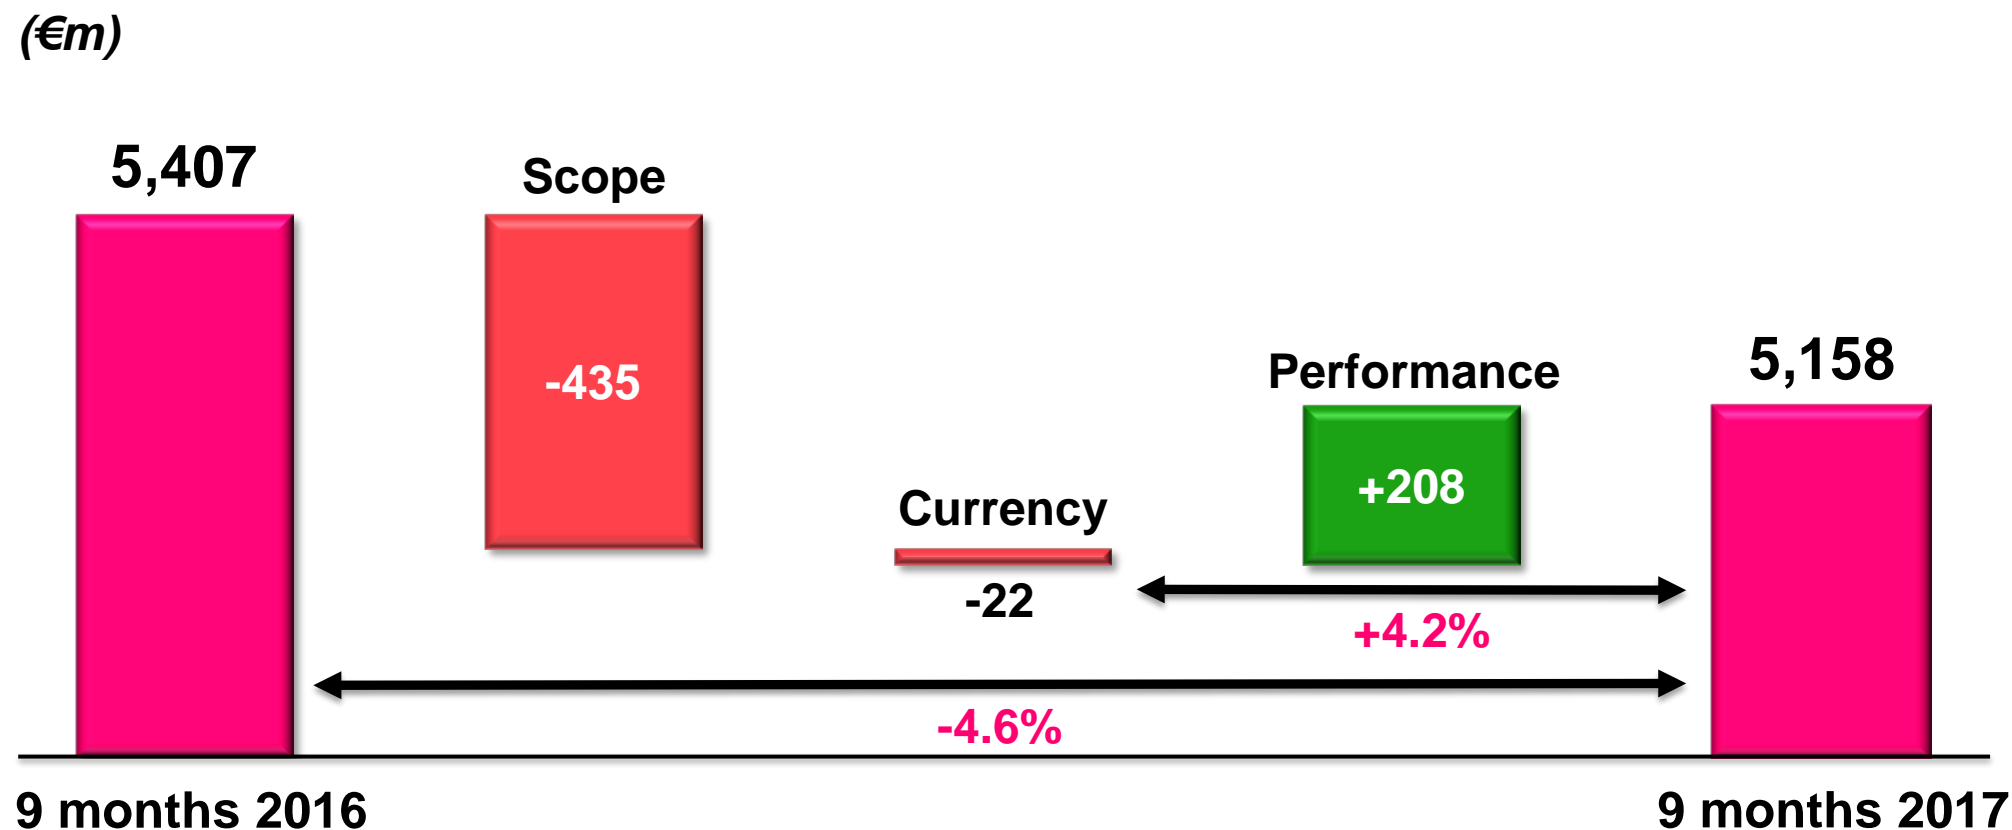 (€m)
5,407
Scope
-435
Currency
-22
Performance
+208
5,158
+4.2%
-4.6%
9 months 2016
9 months 2017